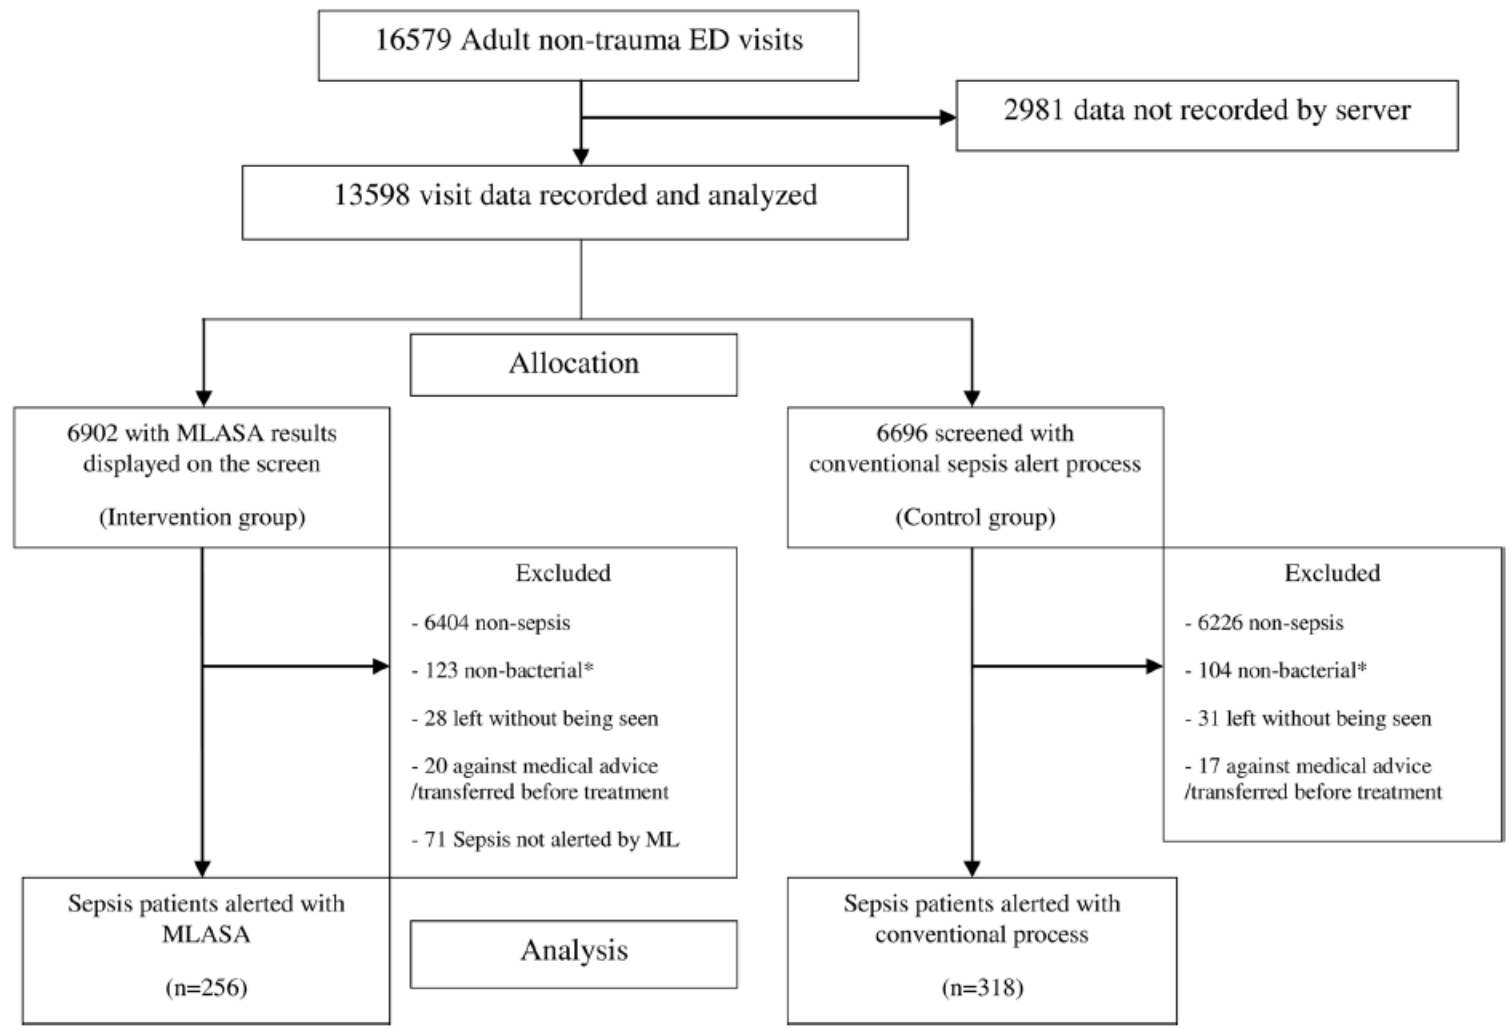 16579 Adult non-trauma ED visits
2981 data not recorded by server
13598 visit data recorded and analyzed
Allocation
6902 with MLASA results
displayed on the screen
(Intervention group)
6696 screened with
conventional sepsis alert process
(Control group)
Excluded
- 6404 non-sepsis
- 123 non-bacterial*
- 28 left without being seen
- 20 against medical advice
/transferred before treatment
- 71 Sepsis not alerted by ML
Excluded
- 6226 non-sepsis
- 104 non-bacterial*
- 31 left without being seen
- 17 against medical advice
/transferred before treatment
Sepsis patients alerted with
MLASA
(n=256)
Analysis
Sepsis patients alerted with
conventional process
(n=318)